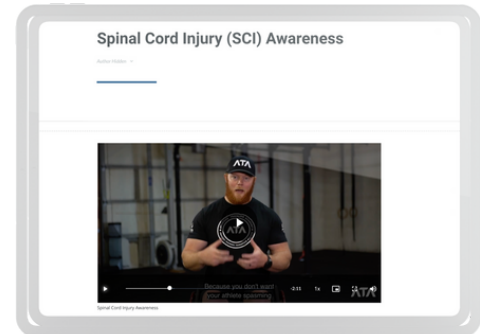 Spinal Cord Injury (SCI) Awareness
ATA
ATA
Because you don't want
your athlete spasming
-2:11
1x
ATA
Spinal Cord Injury Awareness